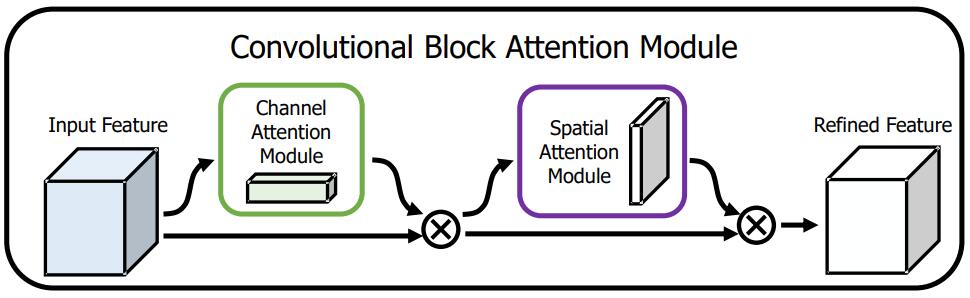 Convolutional Block Attention Module
Input Feature
Channel
Attention
Module
Spatial
Attention
Module
Refined Feature